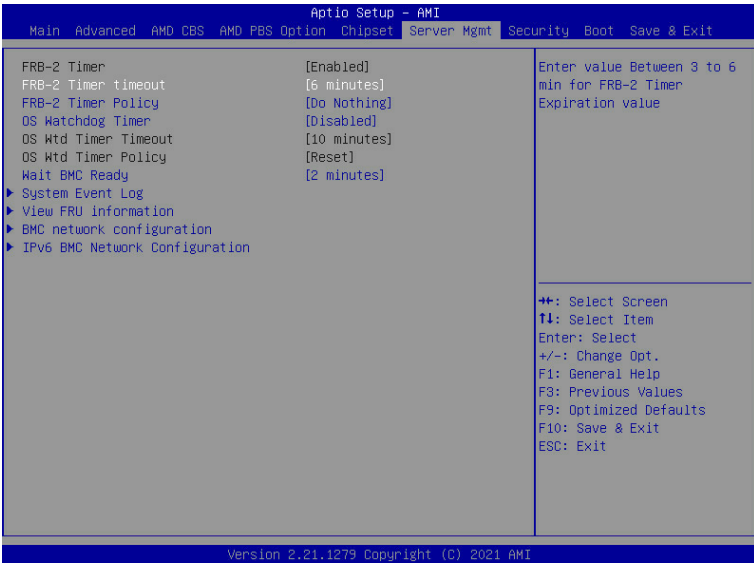 Aptio Setup – AMI
Main Advanced AMD CBS AMD PBS Option Chipset Server Mgmt Security Boot Save & Exit
FRB-2 Timer [Enabled]
FRB-2 Timer timeout [6 minutes]
FRB-2 Timer Policy [Do Nothing]
OS Watchdog Timer [Disabled]
OS Wtd Timer Timeout [10 minutes]
OS Wtd Timer Policy [Reset]
Wait BMC Ready [2 minutes]
▶ System Event Log
▶ View FRU information
▶ BMC network configuration
▶ IPv6 BMC Network Configuration
Enter value Between 3 to 6
min for FRB-2 Timer
Expiration value
→←: Select Screen
↑↓: Select Item
Enter: Select
+/-: Change Opt.
F1: General Help
F3: Previous Values
F9: Optimized Defaults
F10: Save & Exit
ESC: Exit
Version 2.21.1279 Copyright (C) 2021 AMI